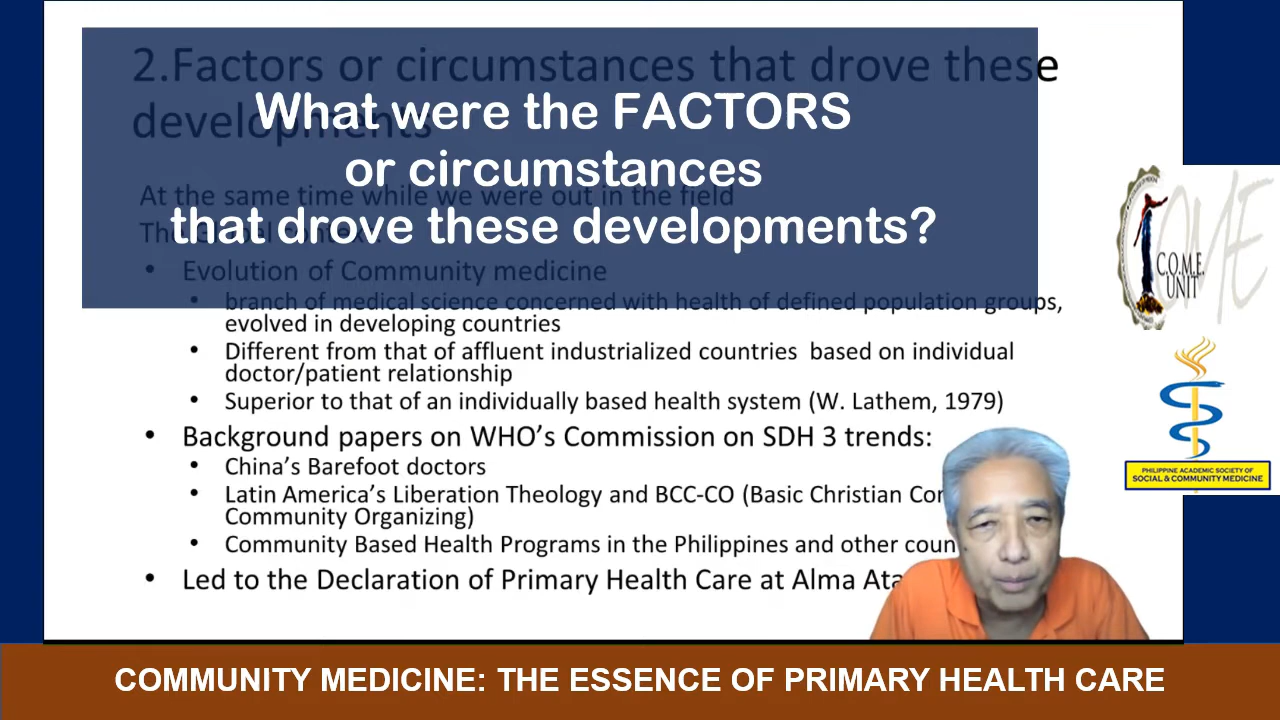 2.Factors or circumstances that drove these
developments
What were the FACTORS
or circumstances
that drove these developments?
At the same time while we were out in the field
The Global context:
• Evolution of Community medicine
• branch of medical science concerned with health of defined population groups,
evolved in developing countries
• Different from that of affluent industrialized countries based on individual
doctor/patient relationship
• Superior to that of an individually based health system (W. Lathem, 1979)
• Background papers on WHO's Commission on SDH 3 trends:
• China's Barefoot doctors
• Latin America's Liberation Theology and BCC-CO (Basic Christian
Community Organizing)
• Community Based Health Programs in the Philippines and other
• Led to the Declaration of Primary Health Care at Alma Ata
COME
C.O.M.E.
UNIT
PHILIPPINE ACADEMIC SOCIETY OF
SOCIAL & COMMUNITY MEDICINE
COMMUNITY MEDICINE: THE ESSENCE OF PRIMARY HEALTH CARE